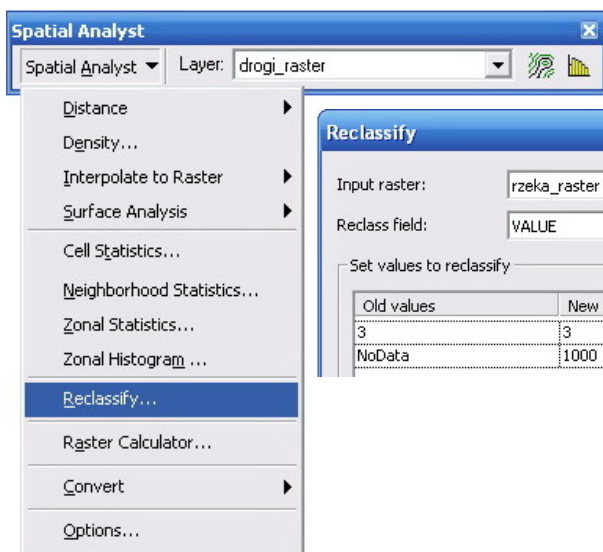 Spatial Analyst
Spatial Analyst Layer: drogi_raster
Distance
Density...
Interpolate to Raster
Surface Analysis
Cell Statistics...
Neighborhood Statistics...
Zonal Statistics...
Zonal Histogram ...
Reclassify...
Raster Calculator...
Convert
Options...
Reclassify
Input raster: rzeka_raster
Reclass field: VALUE
Set values to reclassify
Old values New
3 3
NoData 1000